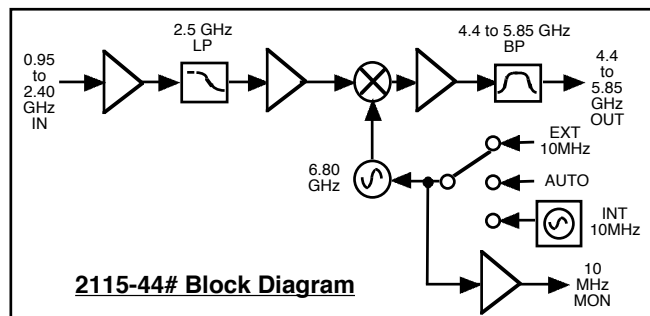 2.5 GHz
LP
4.4 to 5.85 GHz
BP
0.95
to
2.40
GHz
IN
4.4
to
5.85
GHz
OUT
EXT
10MHz
6.80
GHz
AUTO
INT
10MHz
2115-44# Block Diagram
10
MHz
MON